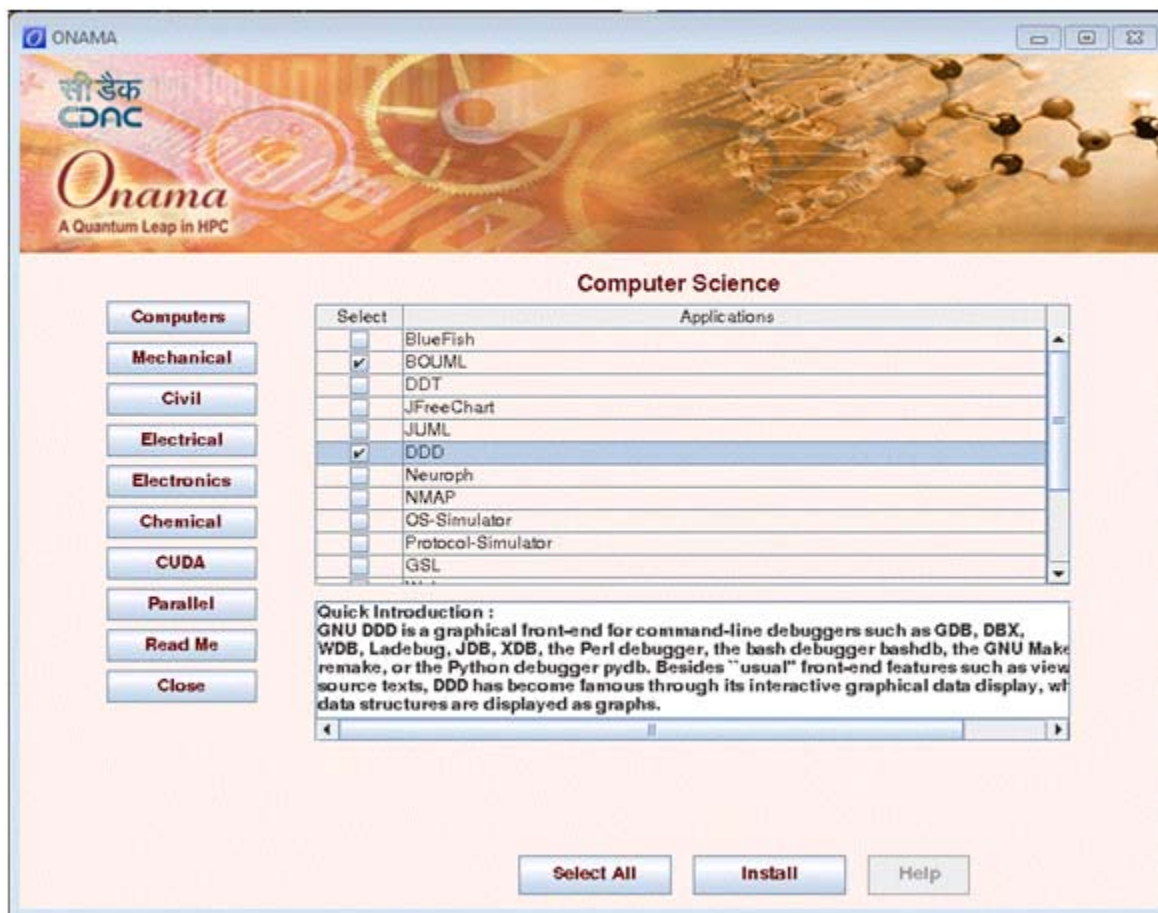 ONAMA
सी डैक
CDAC
Onama
A Quantum Leap in HPC
Computer Science
Computers
Mechanical
Civil
Electrical
Electronics
Chemical
CUDA
Parallel
Read Me
Close
Select Applications
BlueFish
BOUML
DDT
JFreeChart
JUML
DDD
Neuroph
NMAP
OS-Simulator
Protocol-Simulator
GSL
Quick Introduction :
GNU DDD is a graphical front-end for command-line debuggers such as GDB, DBX,
WDB, Ladebug, JDB, XDB, the Perl debugger, the bash debugger bashdb, the GNU Make
remake, or the Python debugger pydb. Besides ``usual'' front-end features such as view
source texts, DDD has become famous through its interactive graphical data display, wh
data structures are displayed as graphs.
Select All
Install
Help